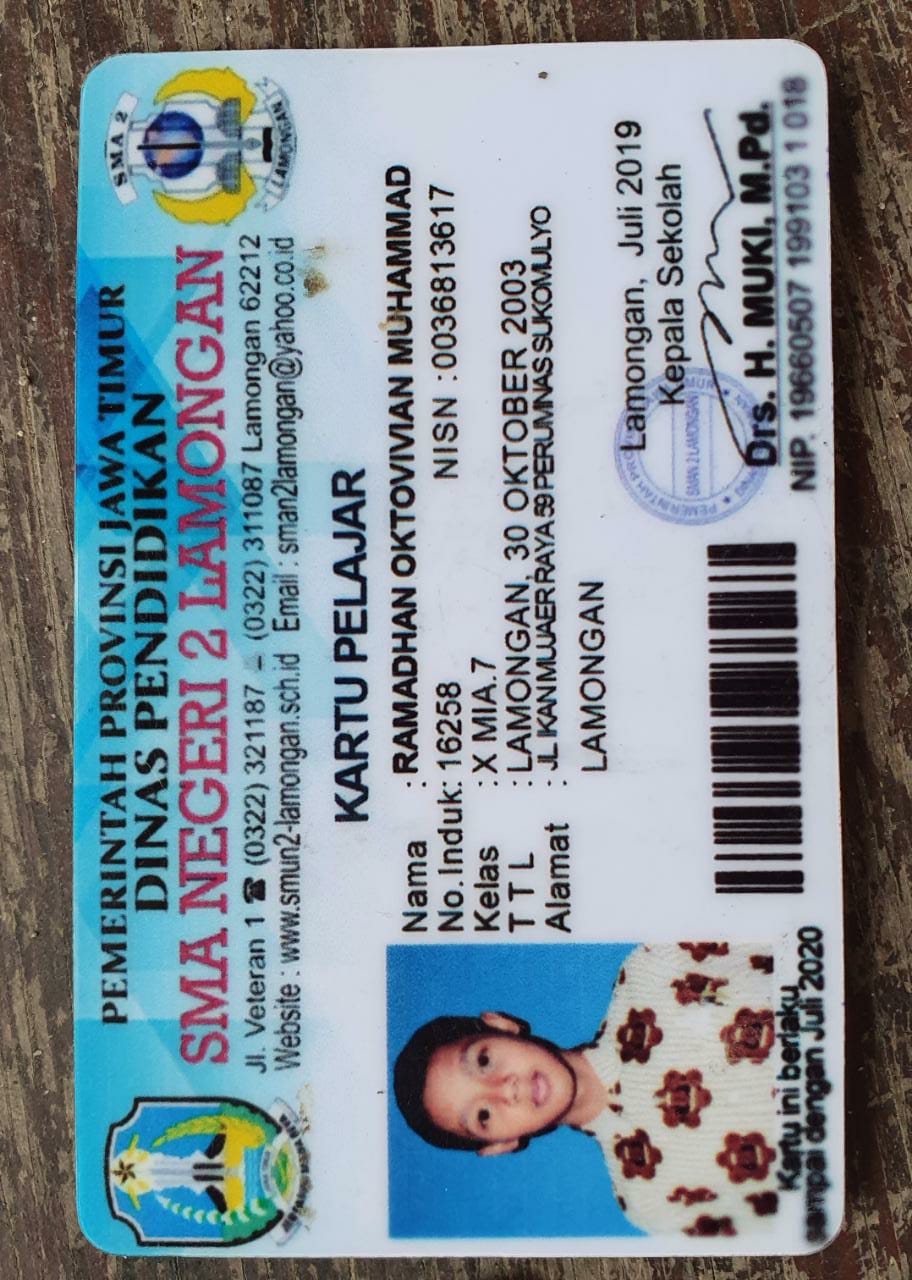 PEMERINTAH PROVINSI JAWA TIMUR
DINAS PENDIDIKAN
SMA NEGERI 2 LAMONGAN
Jl. Veteran 1 ☎ (0322) 321187 (0322) 311087 Lamongan 62212
Website : www.smun2-lamongan.sch.id Email : sman2lamongan@yahoo.co.id
SMA 2
LAMONGAN
KARTU PELAJAR
Nama : RAMADHAN OKTOVIVIAN MUHAMMAD
No.Induk: 16258 NISN :0036813617
Kelas : X MIA.7
T T L : LAMONGAN, 30 OKTOBER 2003
Alamat : JL IKAN MUJAER RAYA 59 PERUMNAS SUKOMULYO
LAMONGAN
Lamongan, Juli 2019
Kepala Sekolah
SMAN 2 LAMONGAN
Drs. H. MUKI, M.Pd.
NIP. 19660507 199103 1 018
Kartu ini berlaku
sampai dengan Juli 2020